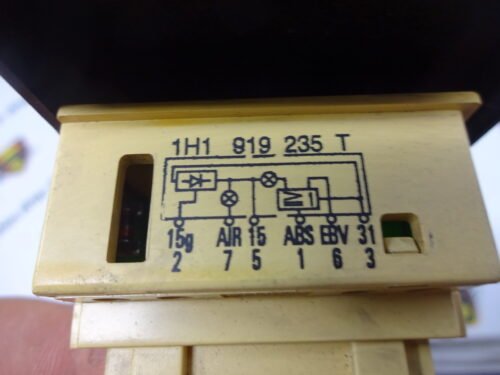 1H1 919 235 T
15g AIR 15 ABS EBV 31
2 7 5 1 6 3